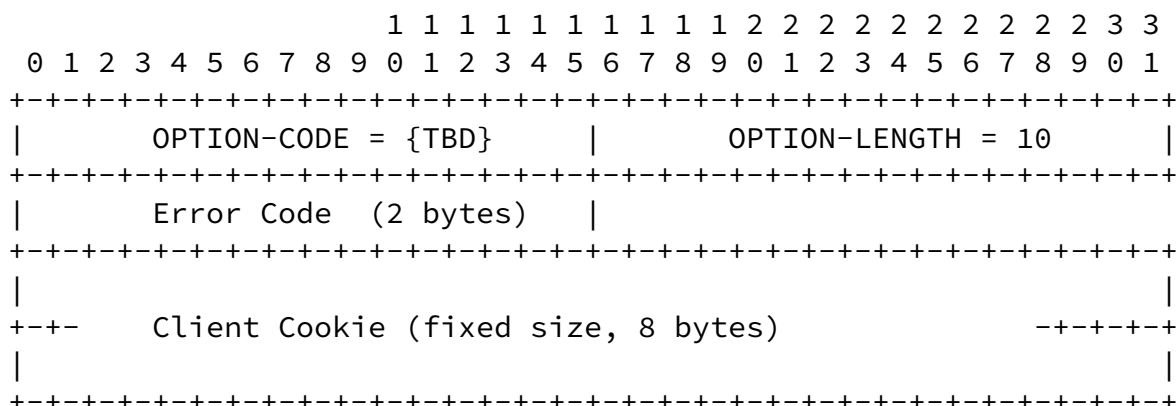 1 1 1 1 1 1 1 1 1 1 2 2 2 2 2 2 2 2 2 2 3 3
 0 1 2 3 4 5 6 7 8 9 0 1 2 3 4 5 6 7 8 9 0 1 2 3 4 5 6 7 8 9 0 1
+-+-+-+-+-+-+-+-+-+-+-+-+-+-+-+-+-+-+-+-+-+-+-+-+-+-+-+-+-+-+-+-+
|       OPTION-CODE = {TBD}     |       OPTION-LENGTH = 10      |
+-+-+-+-+-+-+-+-+-+-+-+-+-+-+-+-+-+-+-+-+-+-+-+-+-+-+-+-+-+-+-+-+
|       Error Code  (2 bytes)   |
+-+-+-+-+-+-+-+-+-+-+-+-+-+-+-+-+-+-+-+-+-+-+-+-+-+-+-+-+-+-+-+-+
|                                                               |
+-+-    Client Cookie (fixed size, 8 bytes)              -+-+-+-+
|                                                               |
+-+-+-+-+-+-+-+-+-+-+-+-+-+-+-+-+-+-+-+-+-+-+-+-+-+-+-+-+-+-+-+-+